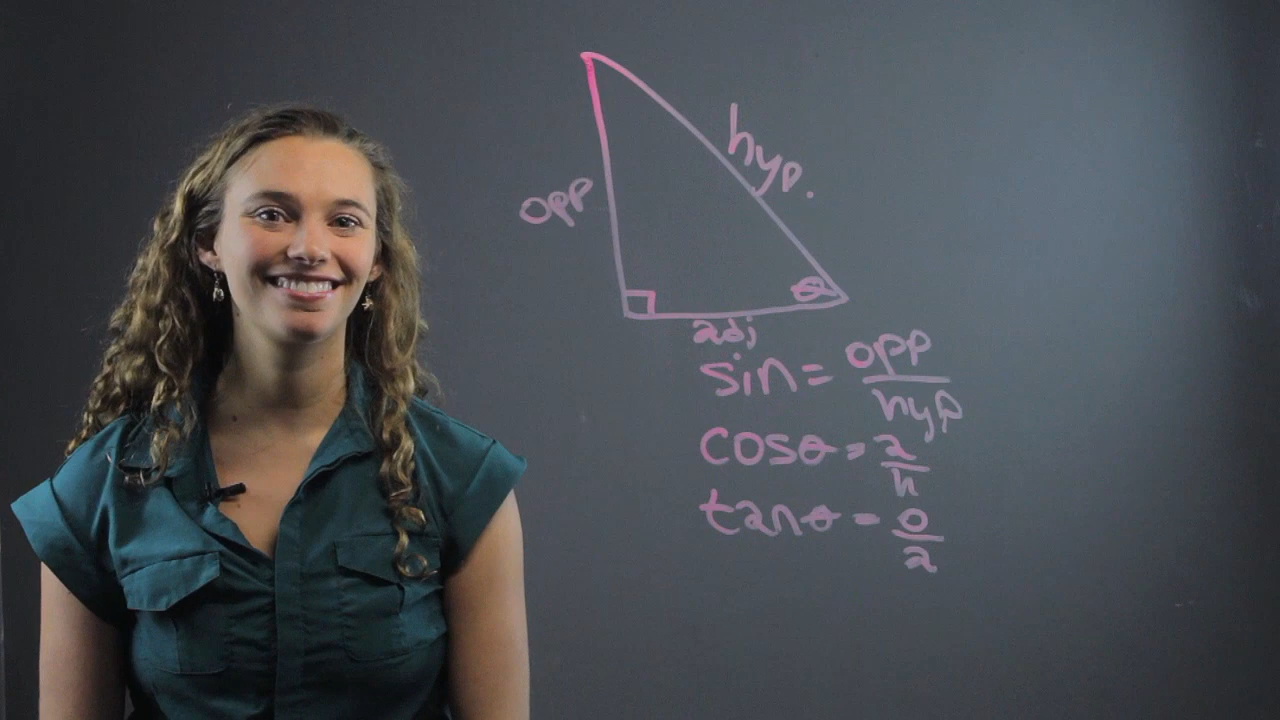 hyp.
opp
θ
adj
sin = opp/hyp
cosθ = a/h
tanθ = o/a